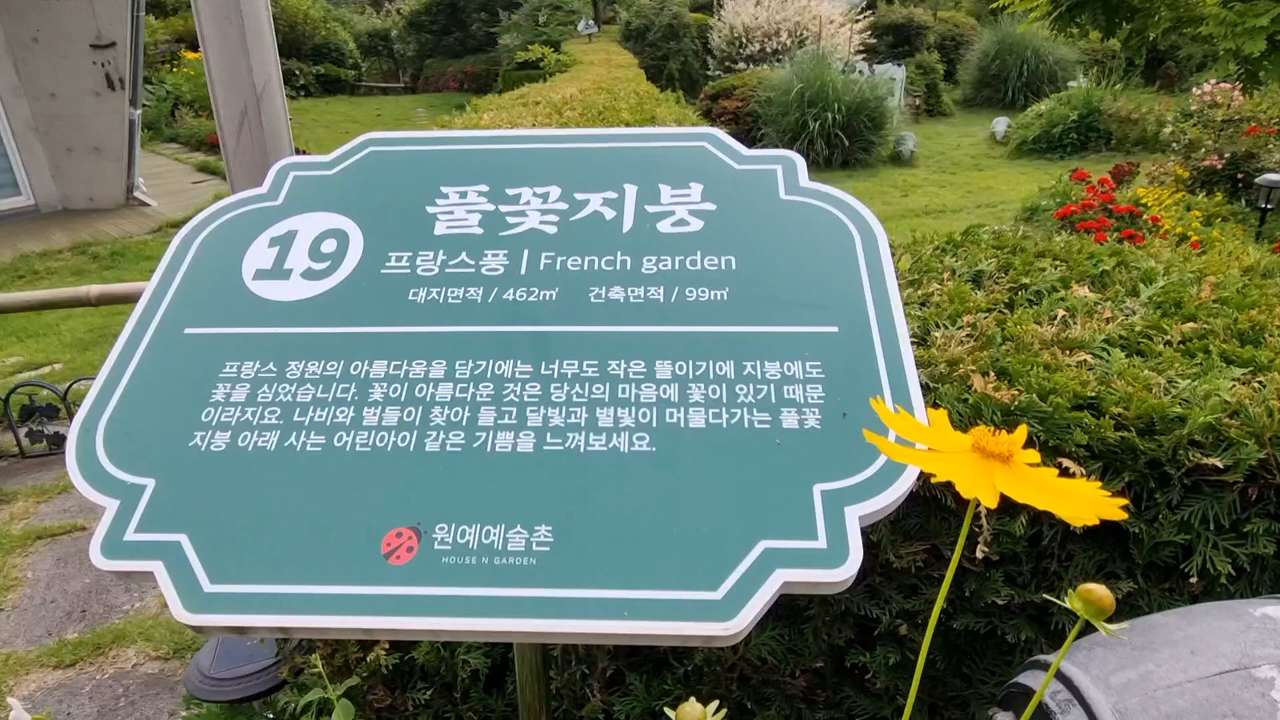 19
풀꽃지붕
프랑스풍 | French garden
대지면적 / 462㎡ 건축면적 / 99㎡
프랑스 정원의 아름다움을 담기에는 너무도 작은 뜰이기에 지붕에도
꽃을 심었습니다. 꽃이 아름다운 것은 당신의 마음에 꽃이 있기 때문
이라지요. 나비와 벌들이 찾아 들고 달빛과 별빛이 머물다가는 풀꽃
지붕 아래 사는 어린아이 같은 기쁨을 느껴보세요.
원예예술촌
HOUSE N GARDEN